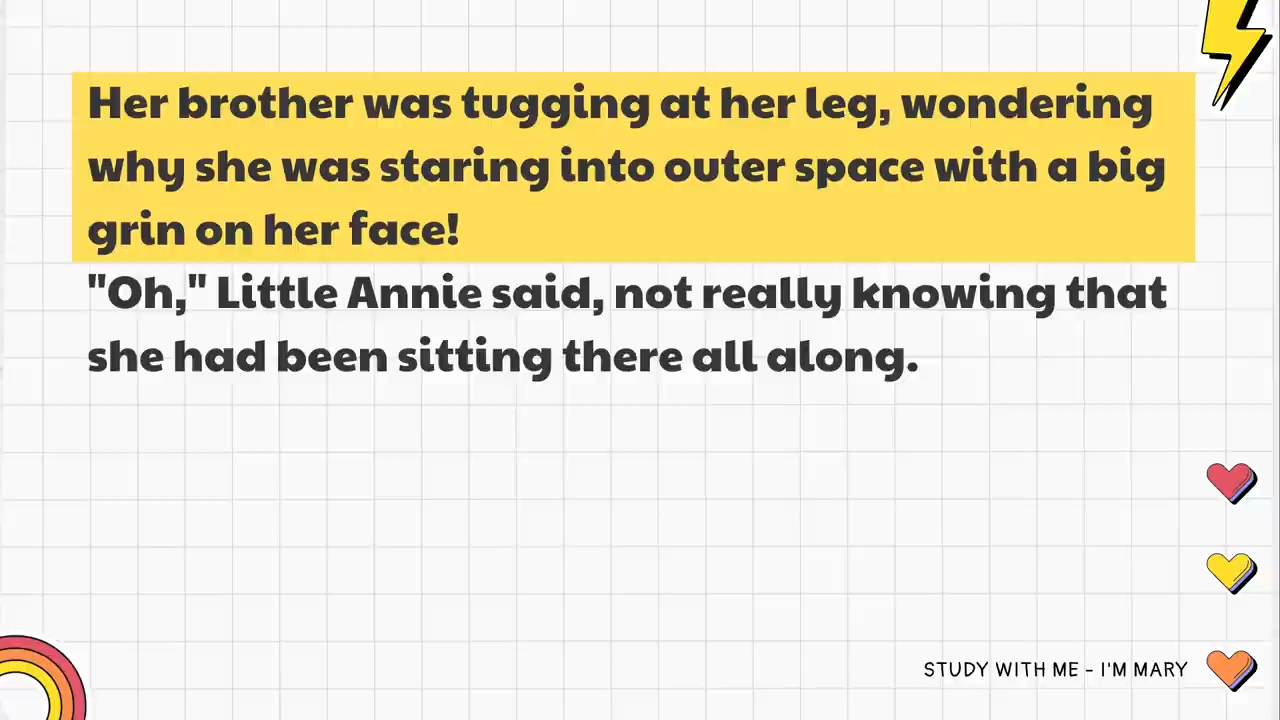 Her brother was tugging at her leg, wondering
why she was staring into outer space with a big
grin on her face!
"Oh," Little Annie said, not really knowing that
she had been sitting there all along.
STUDY WITH ME - I'M MARY